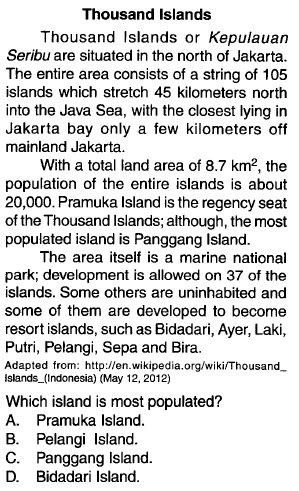 Thousand Islands
Thousand Islands or Kepulauan
Seribu are situated in the north of Jakarta.
The entire area consists of a string of 105
islands which stretch 45 kilometers north
into the Java Sea, with the closest lying in
Jakarta bay only a few kilometers off
mainland Jakarta.
With a total land area of 8.7 km², the
population of the entire islands is about
20,000. Pramuka Island is the regency seat
of the Thousand Islands; although, the most
populated island is Panggang Island.
The area itself is a marine national
park; development is allowed on 37 of the
islands. Some others are uninhabited and
some of them are developed to become
resort islands, such as Bidadari, Ayer, Laki,
Putri, Pelangi, Sepa and Bira.
Adapted from: http://en.wikipedia.org/wiki/Thousand_
Islands_(Indonesia) (May 12, 2012)
Which island is most populated?
A. Pramuka Island.
B. Pelangi Island.
C. Panggang Island.
D. Bidadari Island.